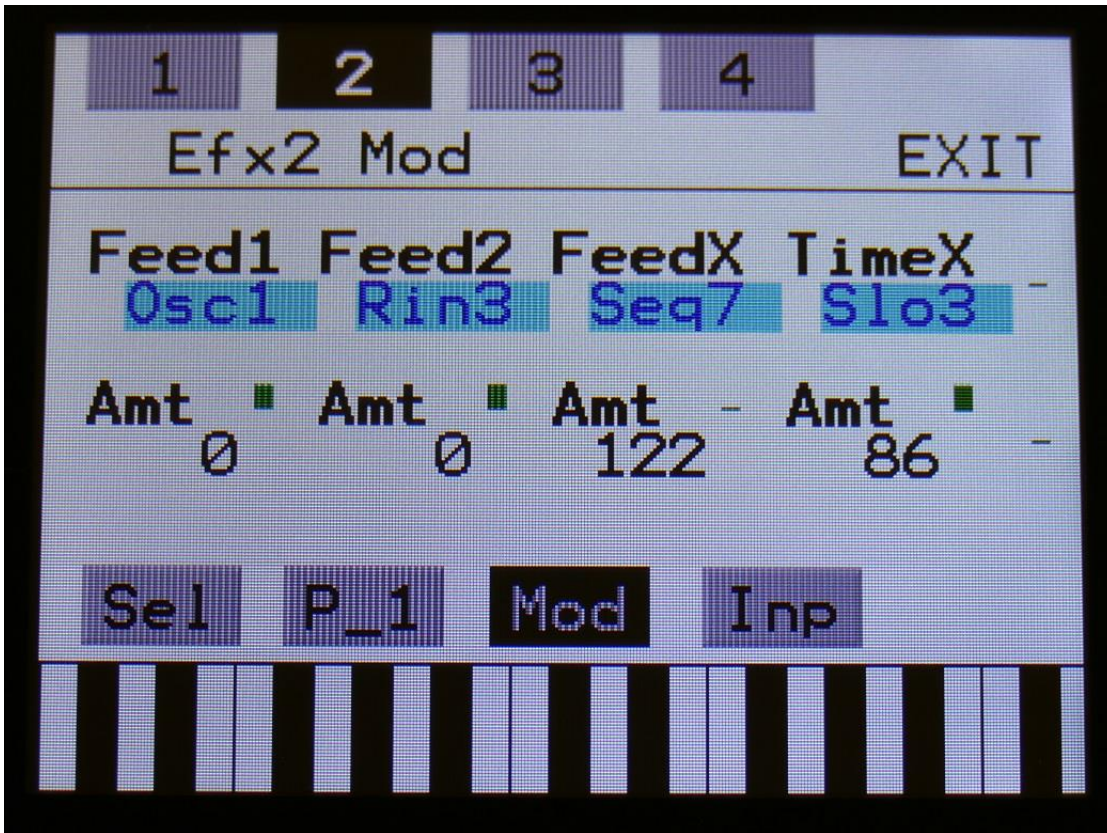 1 2 3 4
Efx2 Mod EXIT
Feed1 Feed2 FeedX TimeX
Osc1 Rin3 Seq7 Slo3
Amt Amt Amt Amt
0 0 122 86
Sel P_1 Mod Inp